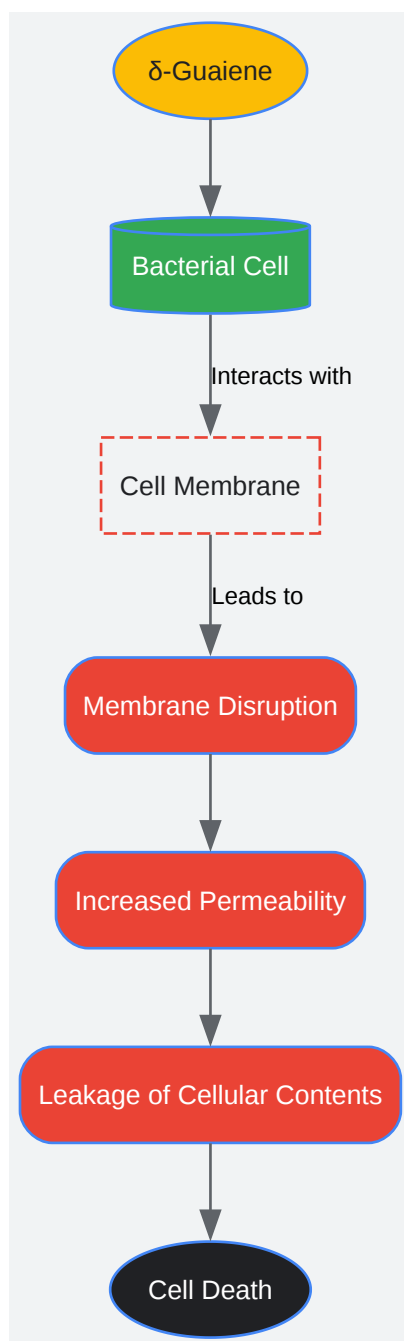 δ-Guaiene
Bacterial Cell
Interacts with
Cell Membrane
Leads to
Membrane Disruption
Increased Permeability
Leakage of Cellular Contents
Cell Death